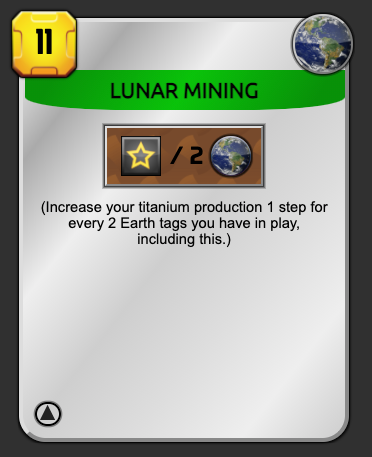 11
LUNAR MINING
/ 2
(Increase your titanium production 1 step for
every 2 Earth tags you have in play,
including this.)